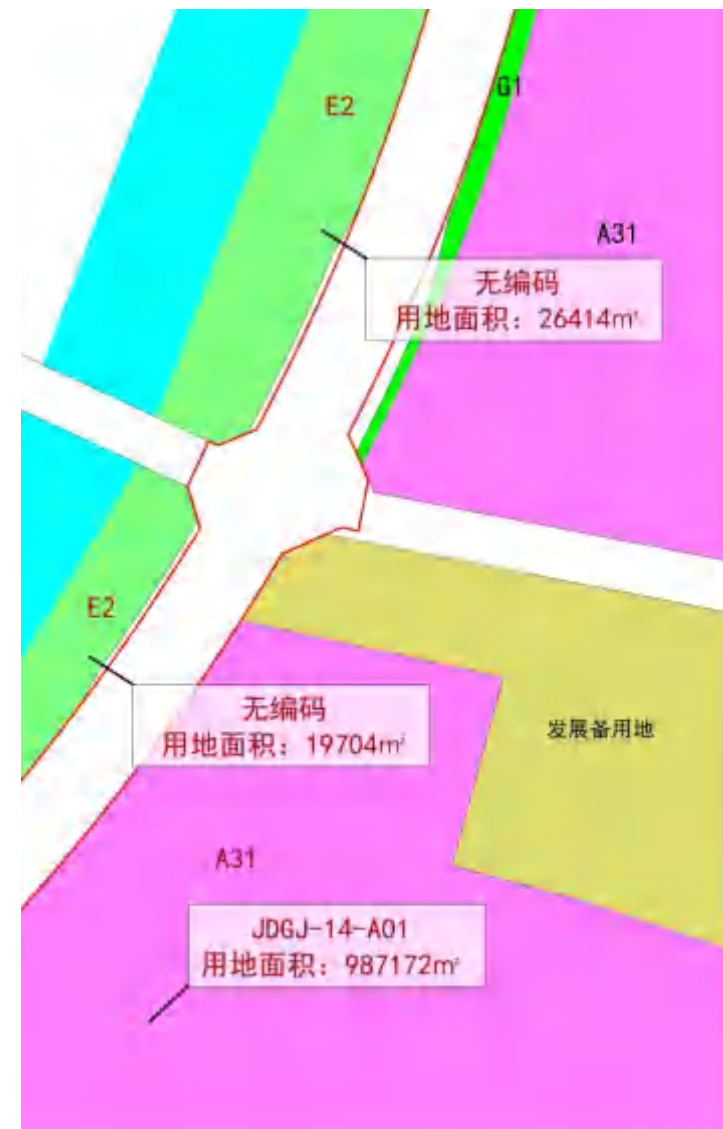 G1
E2
A31
无编码
用地面积：26414m²
E2
无编码
用地面积：19704m²
发展备用地
A31
JDGJ-14-A01
用地面积：987172m²